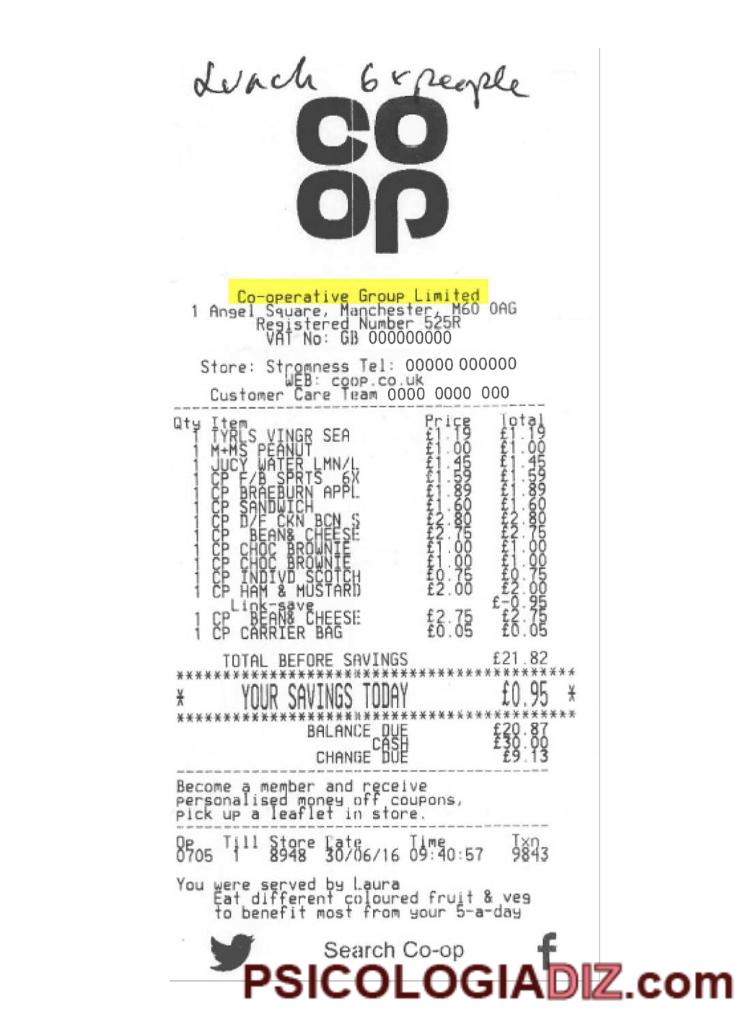 Lunch 6 x people
co
op
Co-operative Group Limited
1 Angel Square, Manchester, M60 0AG
Registered Number 525R
VAT No: GB 000000000
Store: Stromness Tel: 00000 000000
WEB: coop.co.uk
Customer Care Team 0000 0000 000
Qty Item Price Total
1 TYRLS VINGR SEA £1.19 £1.19
1 M+MS PEANUT £1.00 £1.00
1 JUCY WATER LMN/L £1.45 £1.45
1 CP F/B SPRTS 6X £1.59 £1.59
1 CP BRAEBURN APPL £1.89 £1.89
1 CP SANDWICH £1.60 £1.60
1 CP D/F CKN BCN S £2.80 £2.80
1 CP BEAN& CHEESE £2.75 £2.75
1 CP CHOC BROWNIE £1.00 £1.00
1 CP CHOC BROWNIE £1.00 £1.00
1 CP INDIVD SCOTCH £0.75 £0.75
1 CP HAM & MUSTARD £2.00 £2.00
Link-save £-0.95
1 CP BEAN& CHEESE £2.75 £2.75
1 CP CARRIER BAG £0.05 £0.05
TOTAL BEFORE SAVINGS £21.82
****************************************
* YOUR SAVINGS TODAY £0.95 *
****************************************
BALANCE DUE £20.87
CASH £30.00
CHANGE DUE £9.13
Become a member and receive
personalised money off coupons,
pick up a leaflet in store.
Op Till Store Date Time Txn
0705 1 8948 30/06/16 09:40:57 9843
You were served by Laura
Eat different coloured fruit & veg
to benefit most from your 5-a-day
Search Co-op
PSICOLOGIADIZ.com